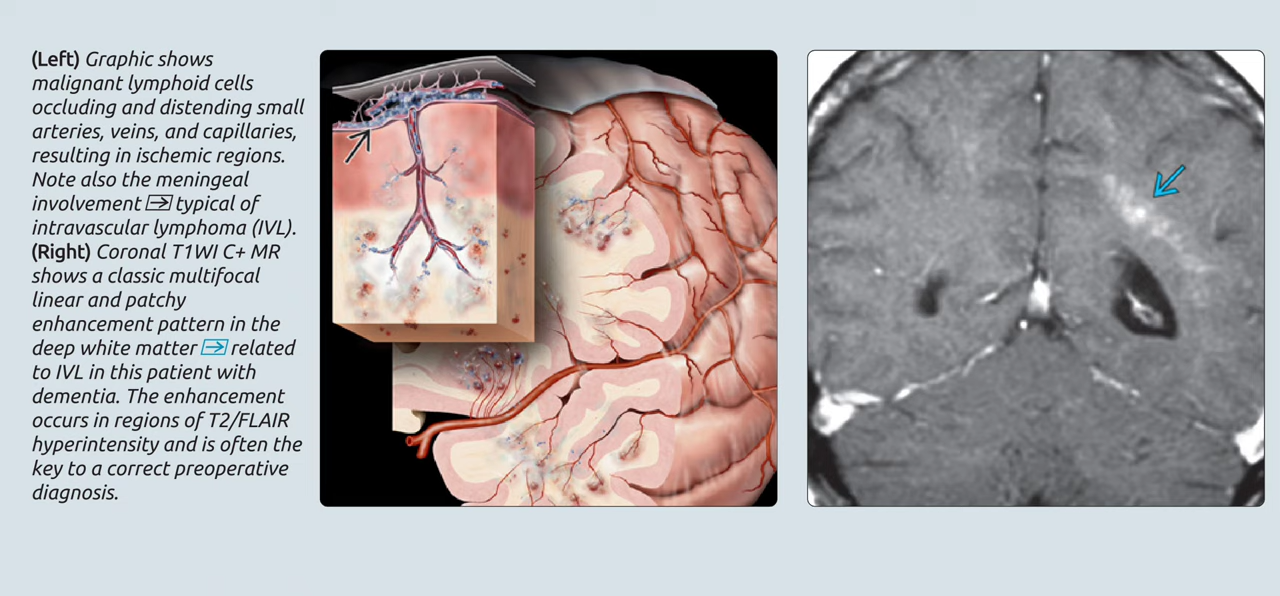 (Left) Graphic shows
malignant lymphoid cells
occluding and distending small
arteries, veins, and capillaries,
resulting in ischemic regions.
Note also the meningeal
involvement ➡ typical of
intravascular lymphoma (IVL).
(Right) Coronal T1WI C+ MR
shows a classic multifocal
linear and patchy
enhancement pattern in the
deep white matter ➡ related
to IVL in this patient with
dementia. The enhancement
occurs in regions of T2/FLAIR
hyperintensity and is often the
key to a correct preoperative
diagnosis.